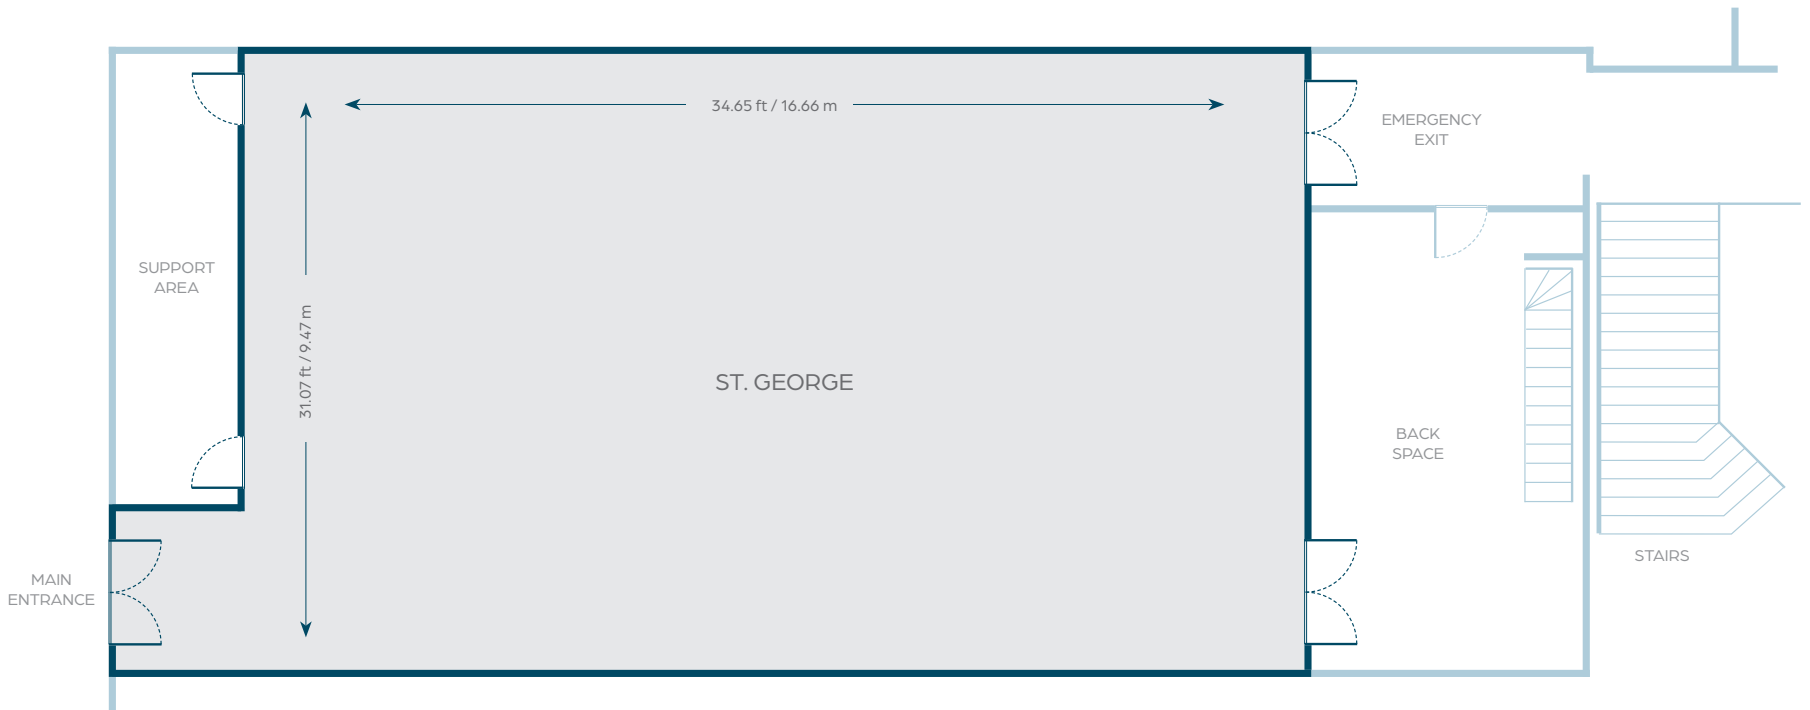 34.65 ft / 16.66 m
EMERGENCY
EXIT
SUPPORT
AREA
31.07 ft / 9.47 m
ST. GEORGE
BACK
SPACE
STAIRS
MAIN
ENTRANCE